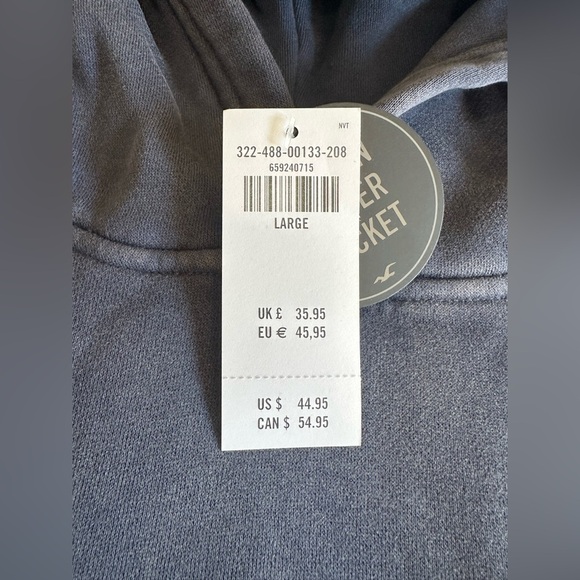 NVT
322-488-00133-208
659240715
LARGE
UK £ 35.95
EU € 45,95
US $ 44.95
CAN $ 54.95